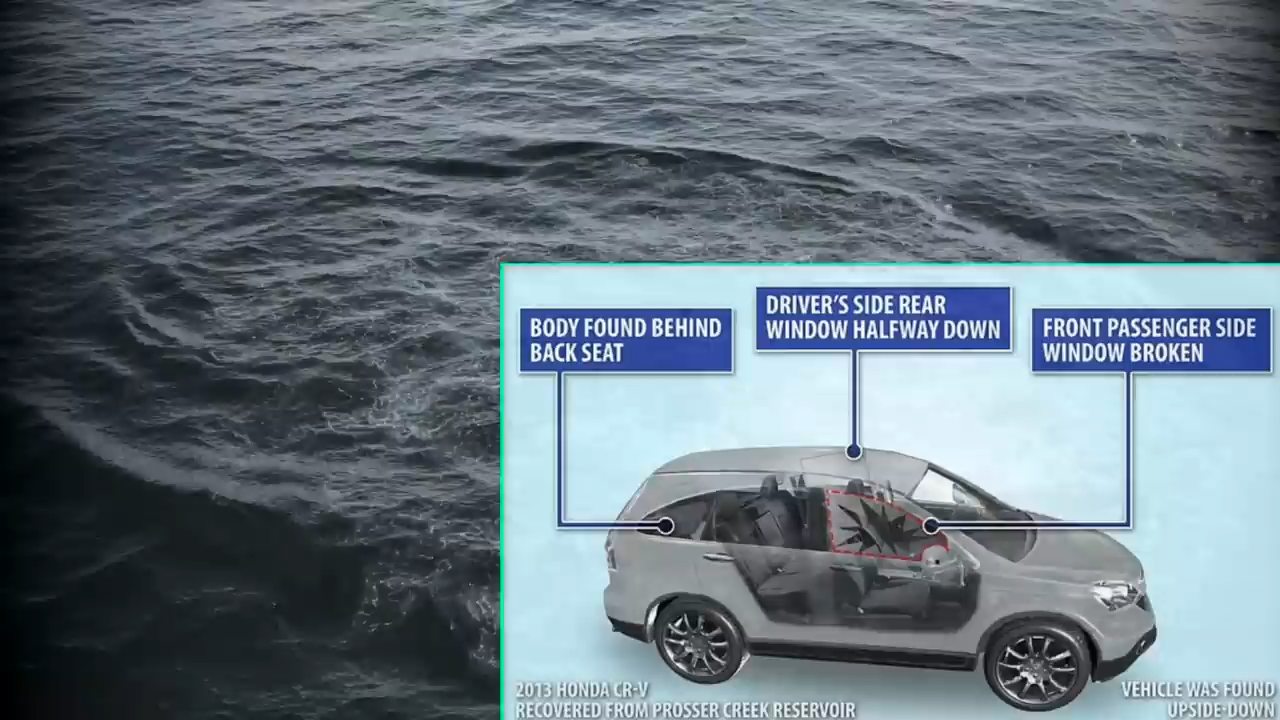 BODY FOUND BEHIND
BACK SEAT
DRIVER'S SIDE REAR
WINDOW HALFWAY DOWN
FRONT PASSENGER SIDE
WINDOW BROKEN
2013 HONDA CR-V
RECOVERED FROM PROSSER CREEK RESERVOIR
VEHICLE WAS FOUND
UPSIDE-DOWN